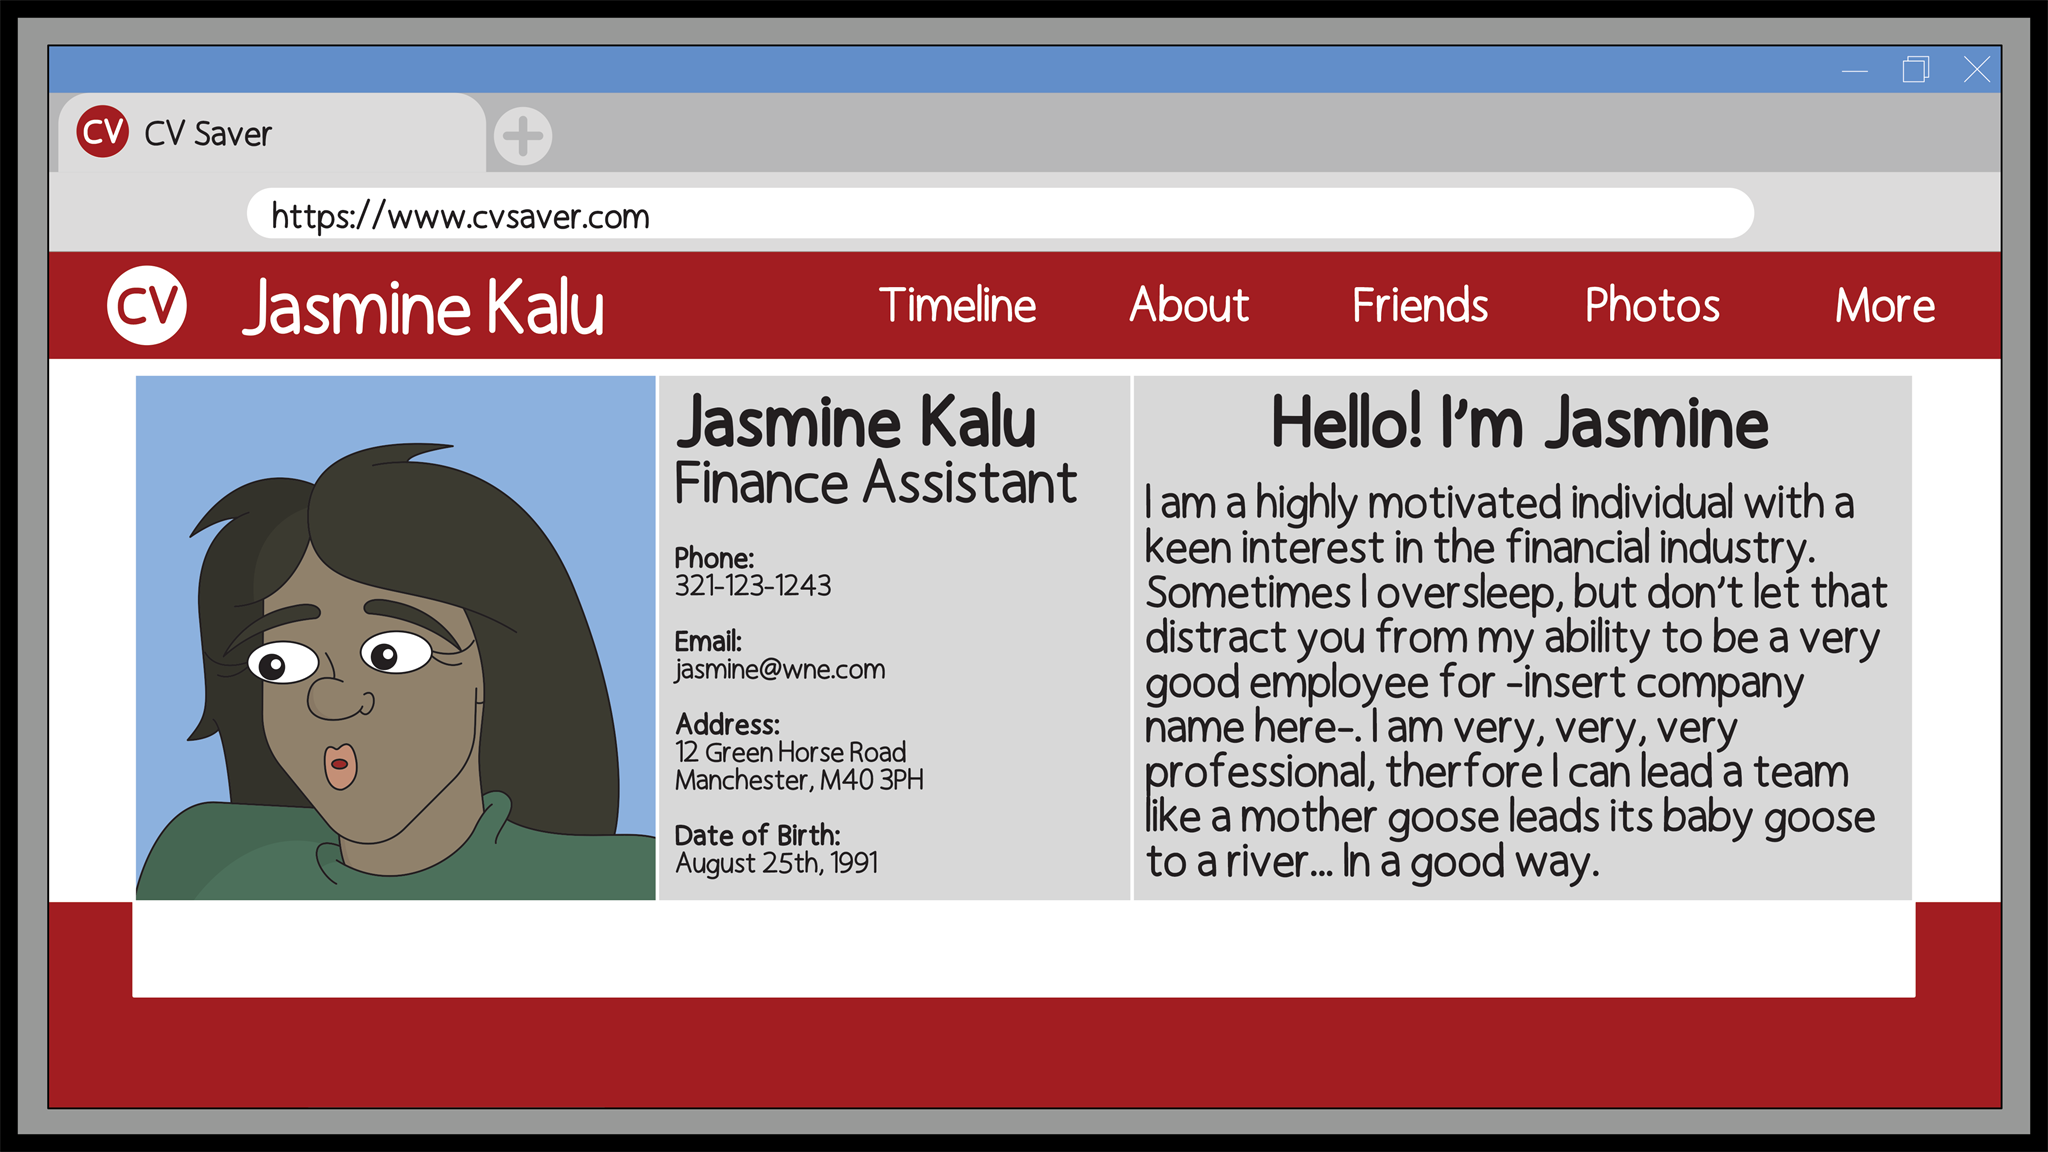 CV CV Saver
https://www.cvsaver.com
CV Jasmine Kalu Timeline About Friends Photos More
Jasmine Kalu
Finance Assistant
Phone:
321-123-1243
Email:
jasmine@wne.com
Address:
12 Green Horse Road
Manchester, M40 3PH
Date of Birth:
August 25th, 1991
Hello! I'm Jasmine
I am a highly motivated individual with a
keen interest in the financial industry.
Sometimes I oversleep, but don't let that
distract you from my ability to be a very
good employee for -insert company
name here-. I am very, very, very
professional, therfore I can lead a team
like a mother goose leads its baby goose
to a river... In a good way.